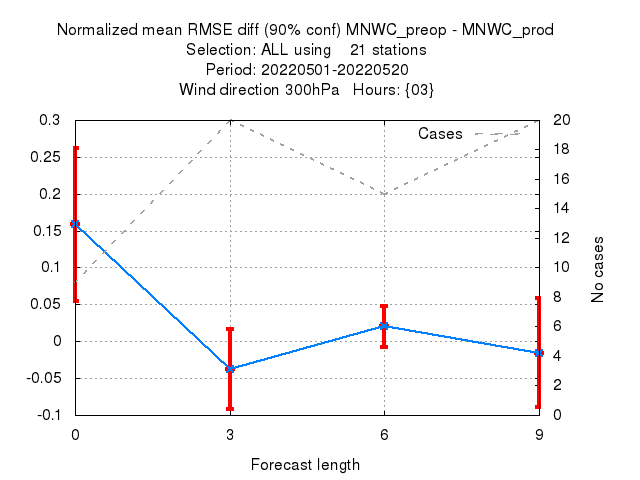 Normalized mean RMSE diff (90% conf) MNWC_preop - MNWC_prod
Selection: ALL using 21 stations
Period: 20220501-20220520
Wind direction 300hPa Hours: {03}
Cases
0.3
0.25
0.2
0.15
0.1
0.05
0
-0.05
-0.1
20
18
16
14
12
10
8
6
4
2
0
No cases
0 3 6 9
Forecast length